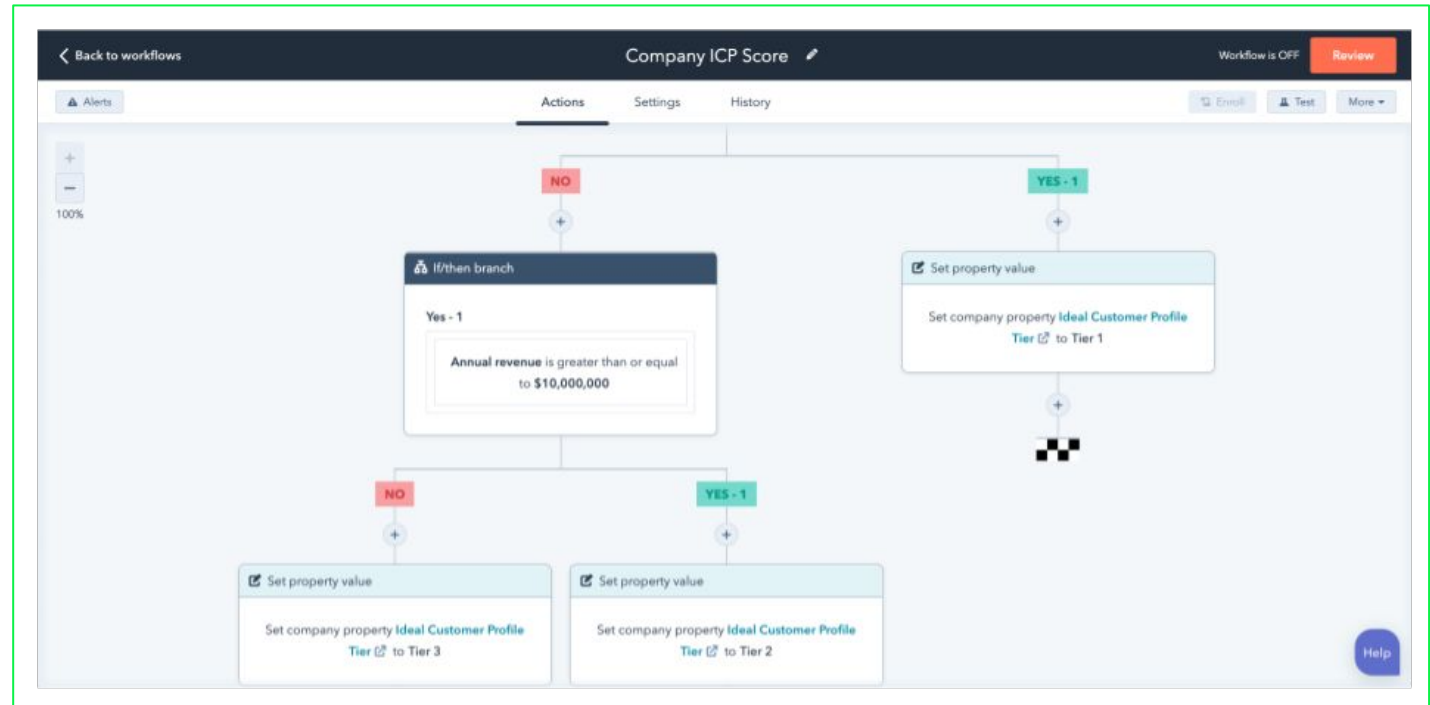 Back to workflows
Company ICP Score
Workflow is OFF
Review
Alerts
Actions
Settings
History
Enroll
Test
More
100%
NO
YES - 1
If/then branch
Yes - 1
Annual revenue is greater than or equal
to $10,000,000
Set property value
Set company property Ideal Customer Profile
Tier to Tier 1
NO
YES - 1
Set property value
Set company property Ideal Customer Profile
Tier to Tier 3
Set property value
Set company property Ideal Customer Profile
Tier to Tier 2
Help